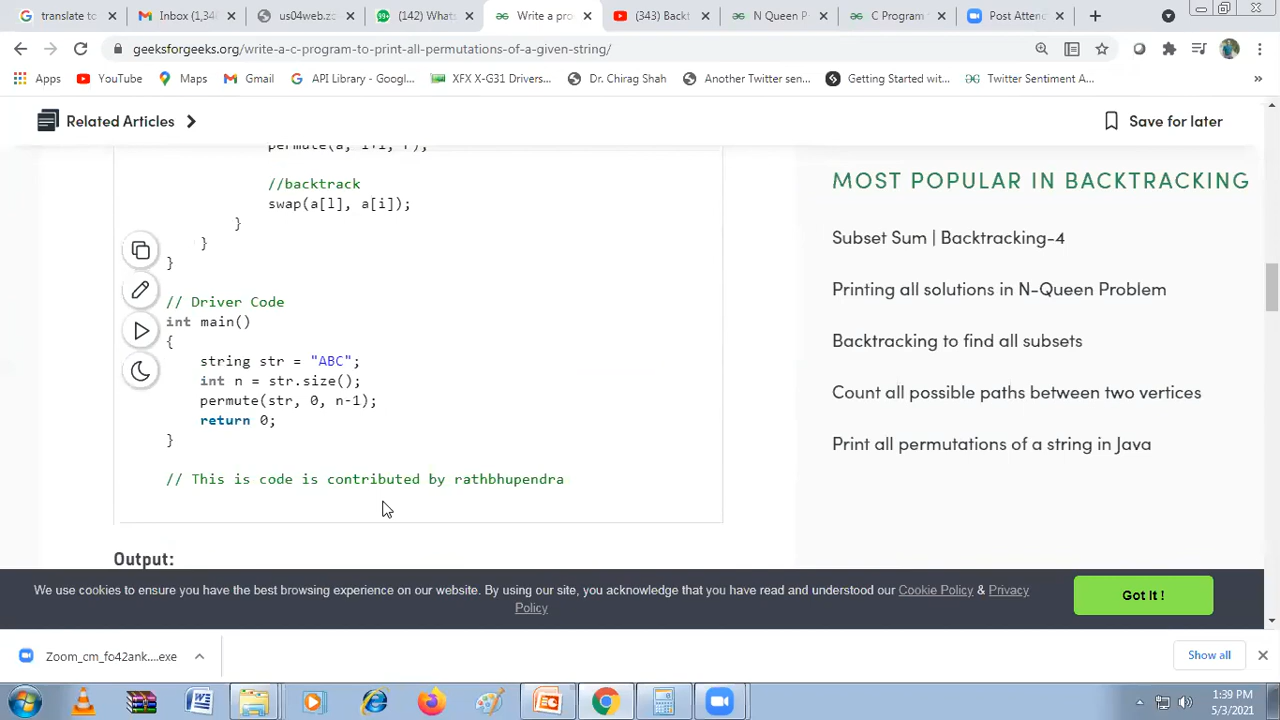 translate to
Inbox (1,34
us04web.zo
(142) Whats
Write a pro
(343) Backt
N Queen P
C Program
Post Attend
geeksforgeeks.org/write-a-c-program-to-print-all-permutations-of-a-given-string/
Apps
YouTube
Maps
Gmail
API Library - Googl...
XFX X-G31 Drivers...
Dr. Chirag Shah
Another Twitter sen...
Getting Started wit...
Twitter Sentiment A...
»
Related Articles
Save for later
permute(a, l+1, r);
//backtrack
swap(a[l], a[i]);
}
}
}
// Driver Code
int main()
{
string str = "ABC";
int n = str.size();
permute(str, 0, n-1);
return 0;
}
// This is code is contributed by rathbhupendra
Output:
MOST POPULAR IN BACKTRACKING
Subset Sum | Backtracking-4
Printing all solutions in N-Queen Problem
Backtracking to find all subsets
Count all possible paths between two vertices
Print all permutations of a string in Java
We use cookies to ensure you have the best browsing experience on our website. By using our site, you acknowledge that you have read and understood our Cookie Policy & Privacy
Policy
Got It !
Zoom_cm_fo42ank....exe
Show all
1:39 PM
5/3/2021